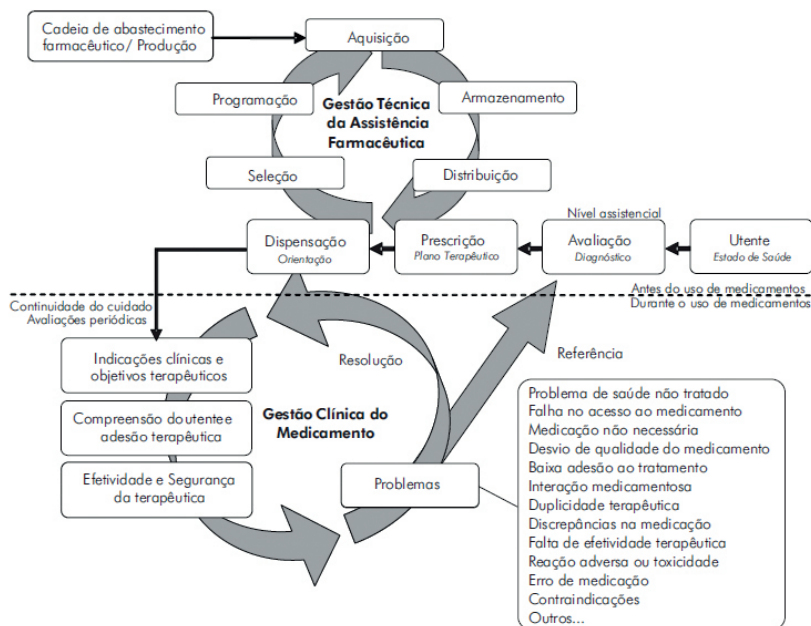 Cadeia de abastecimento
farmacêutico/ Produção
Aquisição
Programação
Armazenamento
Gestão Técnica
da Assistência
Farmacêutica
Seleção
Distribuição
Nível assistencial
Dispensação
Orientação
Prescrição
Plano Terapêutico
Avaliação
Diagnóstico
Utente
Estado de Saúde
Antes do uso de medicamentos
Durante o uso de medicamentos
Continuidade do cuidado
Avaliações periódicas
Indicações clínicas e
objetivos terapêuticos
Resolução
Referência
Compreensão do utente e
adesão terapêutica
Gestão Clínica do
Medicamento
Efetividade e Segurança
da terapêutica
Problemas
Problema de saúde não tratado
Falha no acesso ao medicamento
Medicação não necessária
Desvio de qualidade do medicamento
Baixa adesão ao tratamento
Interação medicamentosa
Duplicidade terapêutica
Discrepâncias na medicação
Falta de efetividade terapêutica
Reação adversa ou toxicidade
Erro de medicação
Contraindicações
Outros...